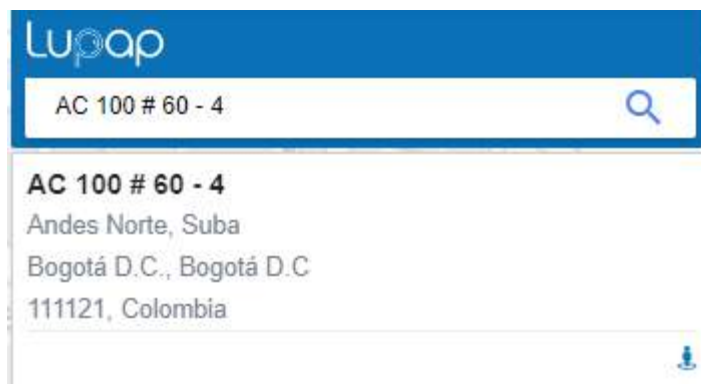 Lupap
AC 100 # 60 - 4
AC 100 # 60 - 4
Andes Norte, Suba
Bogotá D.C., Bogotá D.C
111121, Colombia